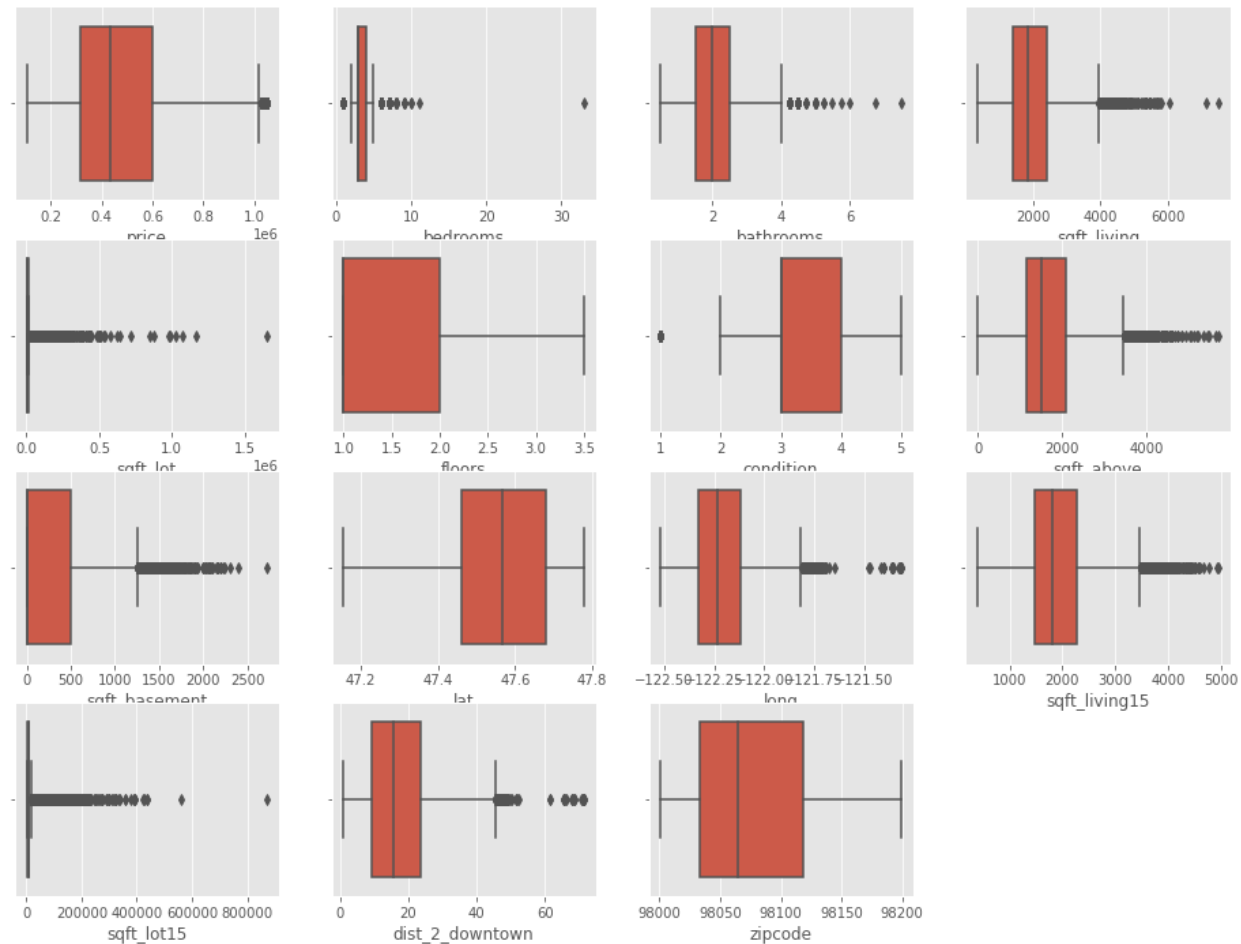 0.2 0.4 0.6 0.8 1.0
1e6
price
0 10 20 30
bedrooms
2 4 6
bathrooms
2000 4000 6000
sqft_living
0.0 0.5 1.0 1.5
1e6
sqft_lot
1.0 1.5 2.0 2.5 3.0 3.5
floors
1 2 3 4 5
condition
0 2000 4000
sqft_above
0 500 1000 1500 2000 2500
sqft_basement
47.2 47.4 47.6 47.8
lat
−122.50 −122.25 −122.00 −121.75 −121.50
long
1000 2000 3000 4000 5000
sqft_living15
0 200000 400000 600000 800000
sqft_lot15
0 20 40 60
dist_2_downtown
98000 98050 98100 98150 98200
zipcode